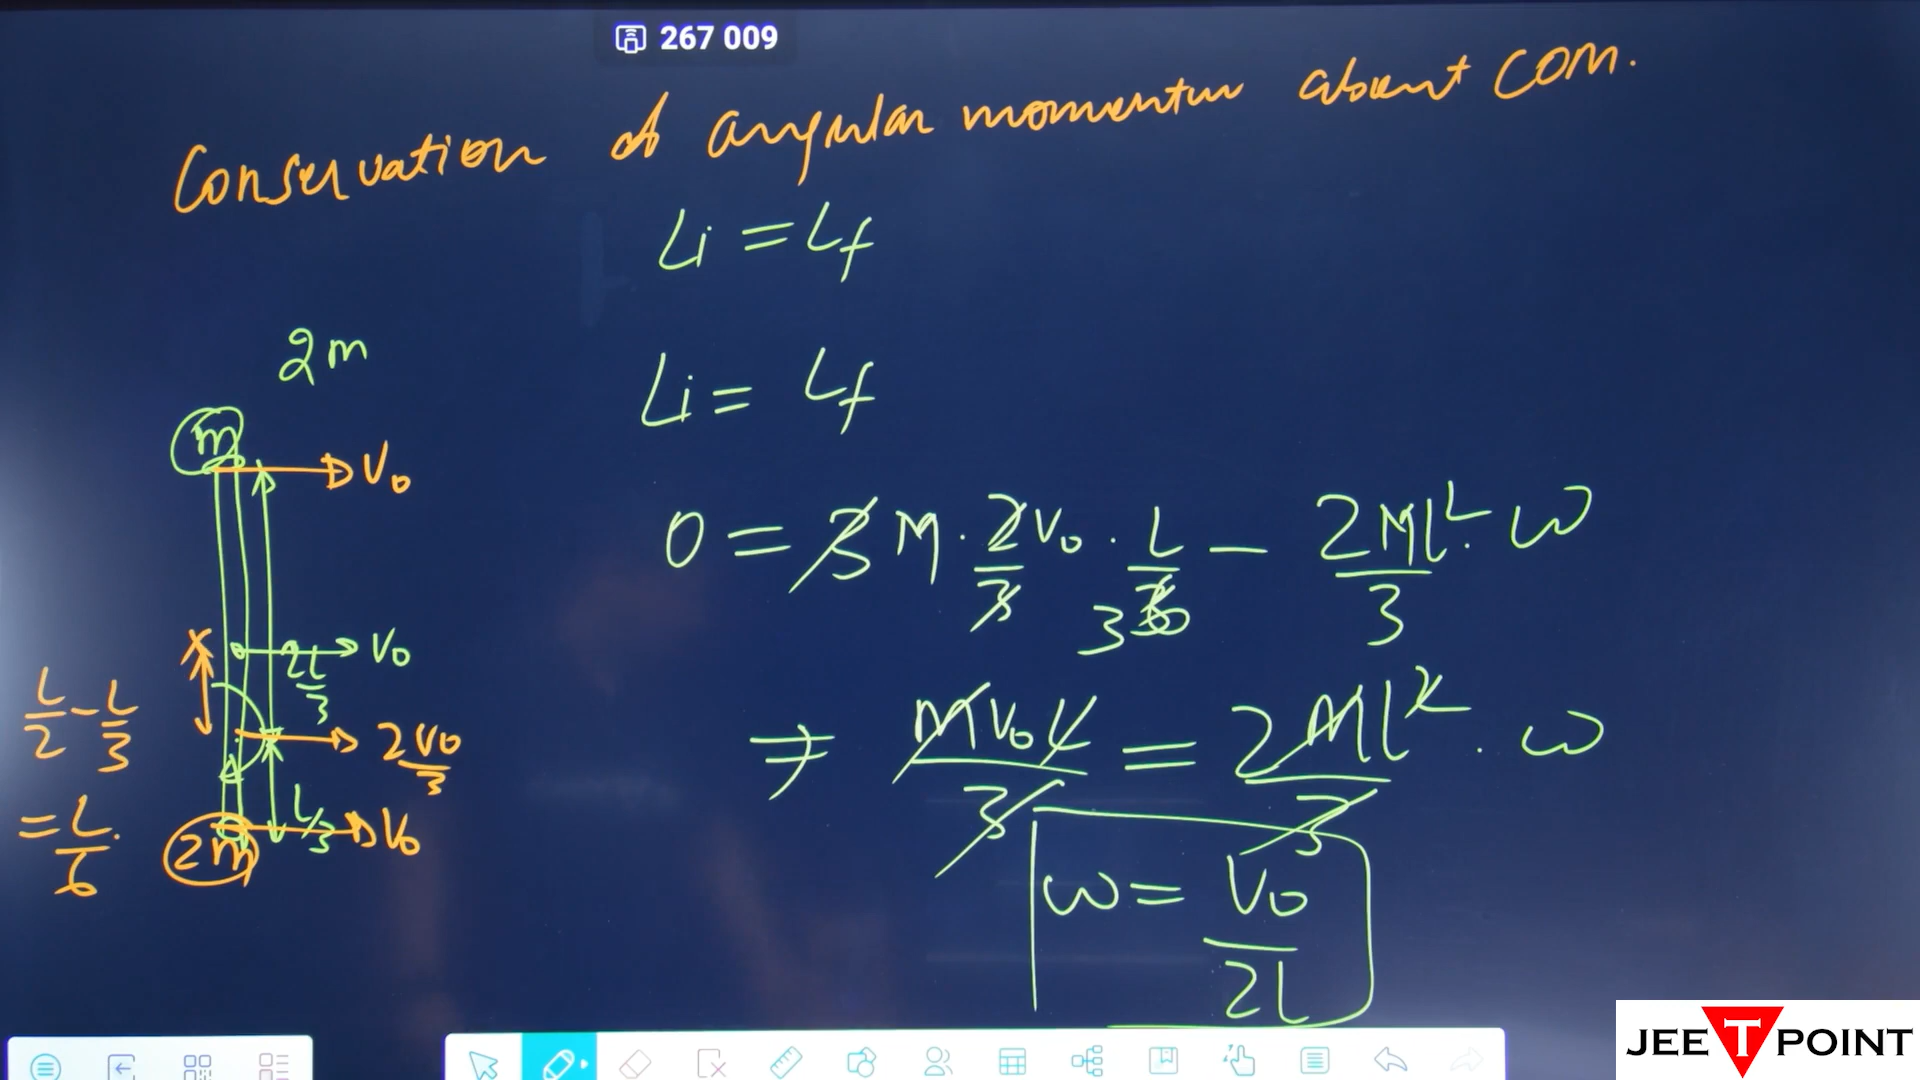 267 009
Conservation of angular momentum about COM.
Li = Lf
2m
Li = Lf
m
V₀
0 = 3M · 2V₀/3 · L/6 3 − 2ML²/3 · ω
V₀
2L/3
L/2 − L/3
= L/6
2V₀/3
⇒ MV₀L/3 = 2ML²/3 · ω
L/3
V₀
2m
ω = V₀/2L
JEE T POINT